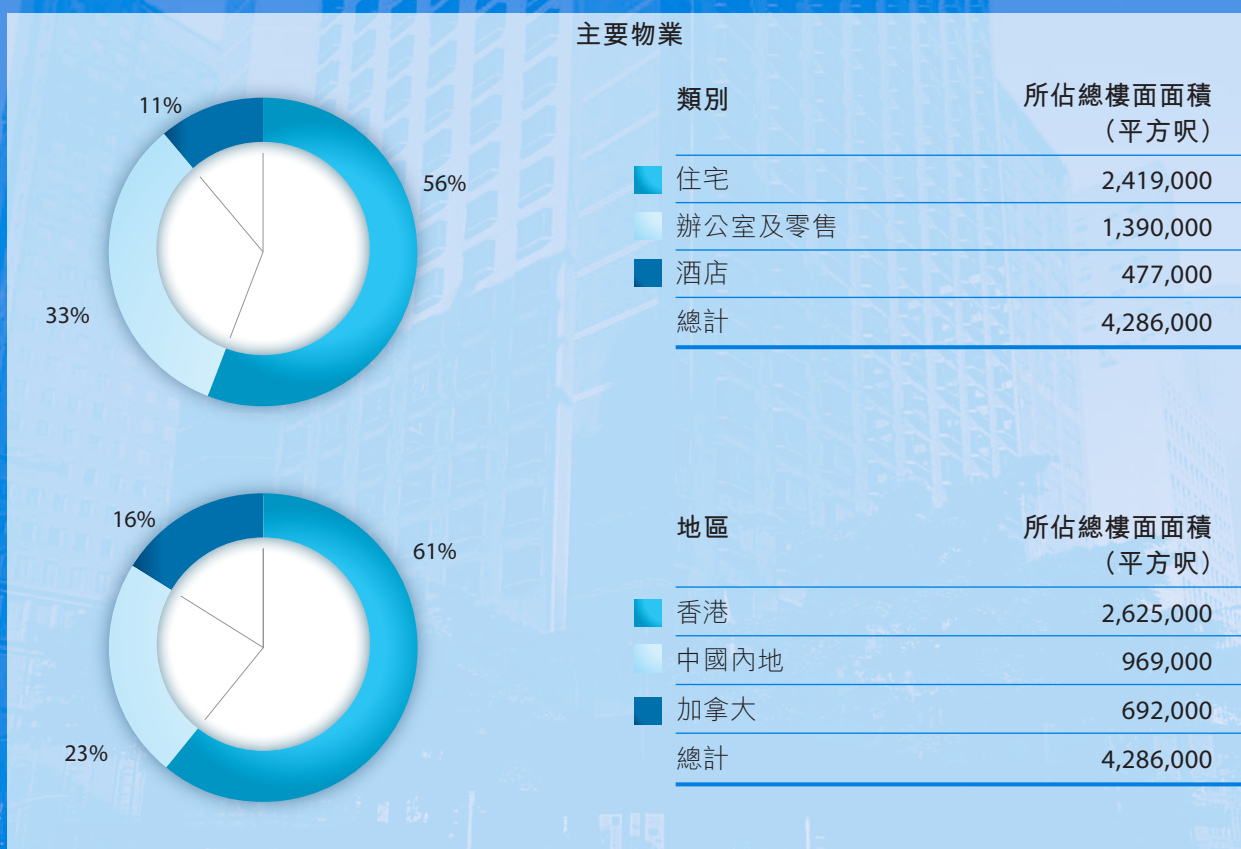 主要物業
11%
56%
33%
類別 所佔總樓面面積
（平方呎）
住宅 2,419,000
辦公室及零售 1,390,000
酒店 477,000
總計 4,286,000
16%
61%
23%
地區 所佔總樓面面積
（平方呎）
香港 2,625,000
中國內地 969,000
加拿大 692,000
總計 4,286,000